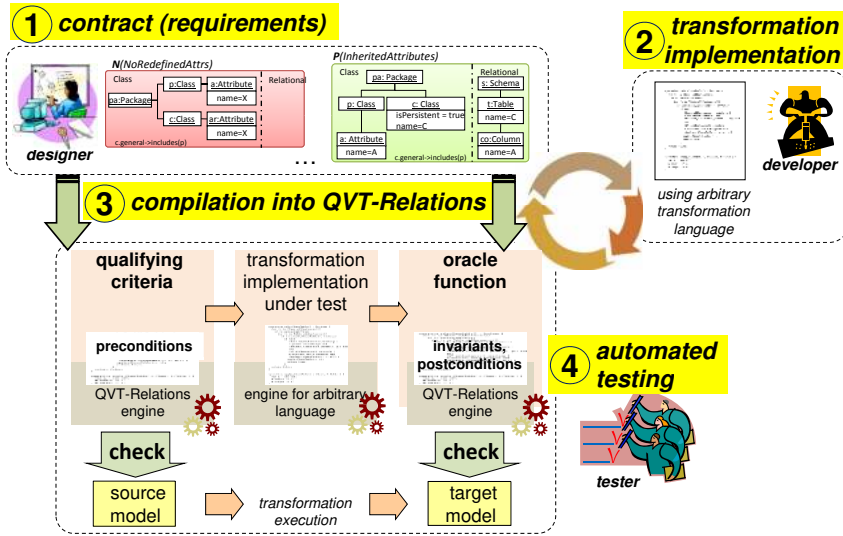 1 contract (requirements)
N(NoRedefinedAttrs)
Class
Relational
p:Class
a:Attribute
name=X
pa:Package
c:Class
ar:Attribute
name=X
c.general->includes(p)
P(InheritedAttributes)
Class
Relational
pa: Package
s: Schema
p: Class
c: Class
isPersistent = true
name=C
t:Table
name=C
a: Attribute
name=A
co:Column
name=A
c.general->includes(p)
designer
...
2 transformation
implementation
developer
using arbitrary
transformation
language
3 compilation into QVT-Relations
qualifying
criteria
transformation
implementation
under test
oracle
function
preconditions
invariants,
postconditions
QVT-Relations
engine
engine for arbitrary
language
QVT-Relations
engine
4 automated
testing
tester
check
check
source
model
transformation
execution
target
model